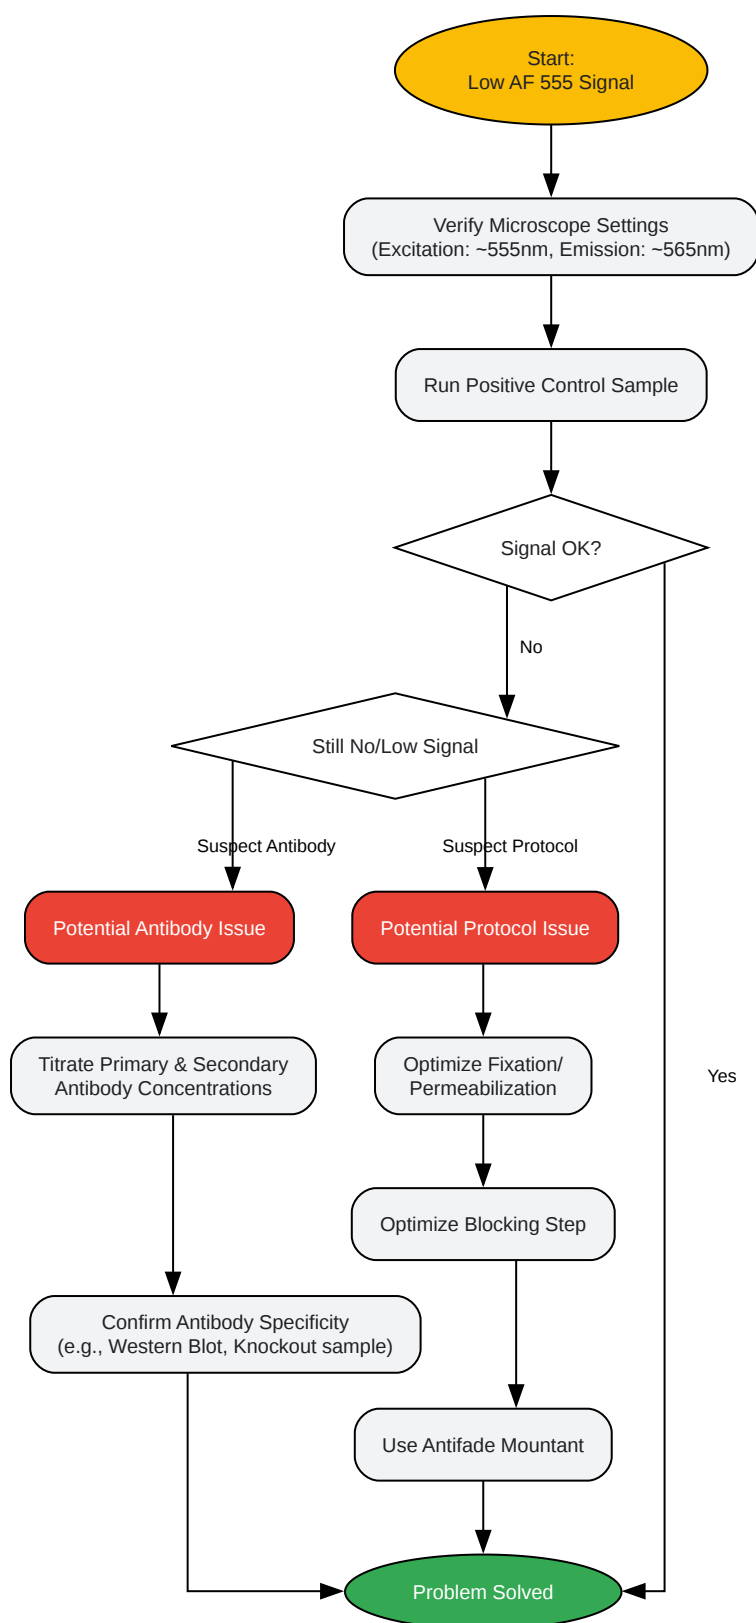 Start:
Low AF 555 Signal
Verify Microscope Settings
(Excitation: ~555nm, Emission: ~565nm)
Run Positive Control Sample
Signal OK?
No
Still No/Low Signal
Suspect Antibody
Suspect Protocol
Potential Antibody Issue
Potential Protocol Issue
Titrate Primary & Secondary
Antibody Concentrations
Optimize Fixation/
Permeabilization
Yes
Optimize Blocking Step
Confirm Antibody Specificity
(e.g., Western Blot, Knockout sample)
Use Antifade Mountant
Problem Solved